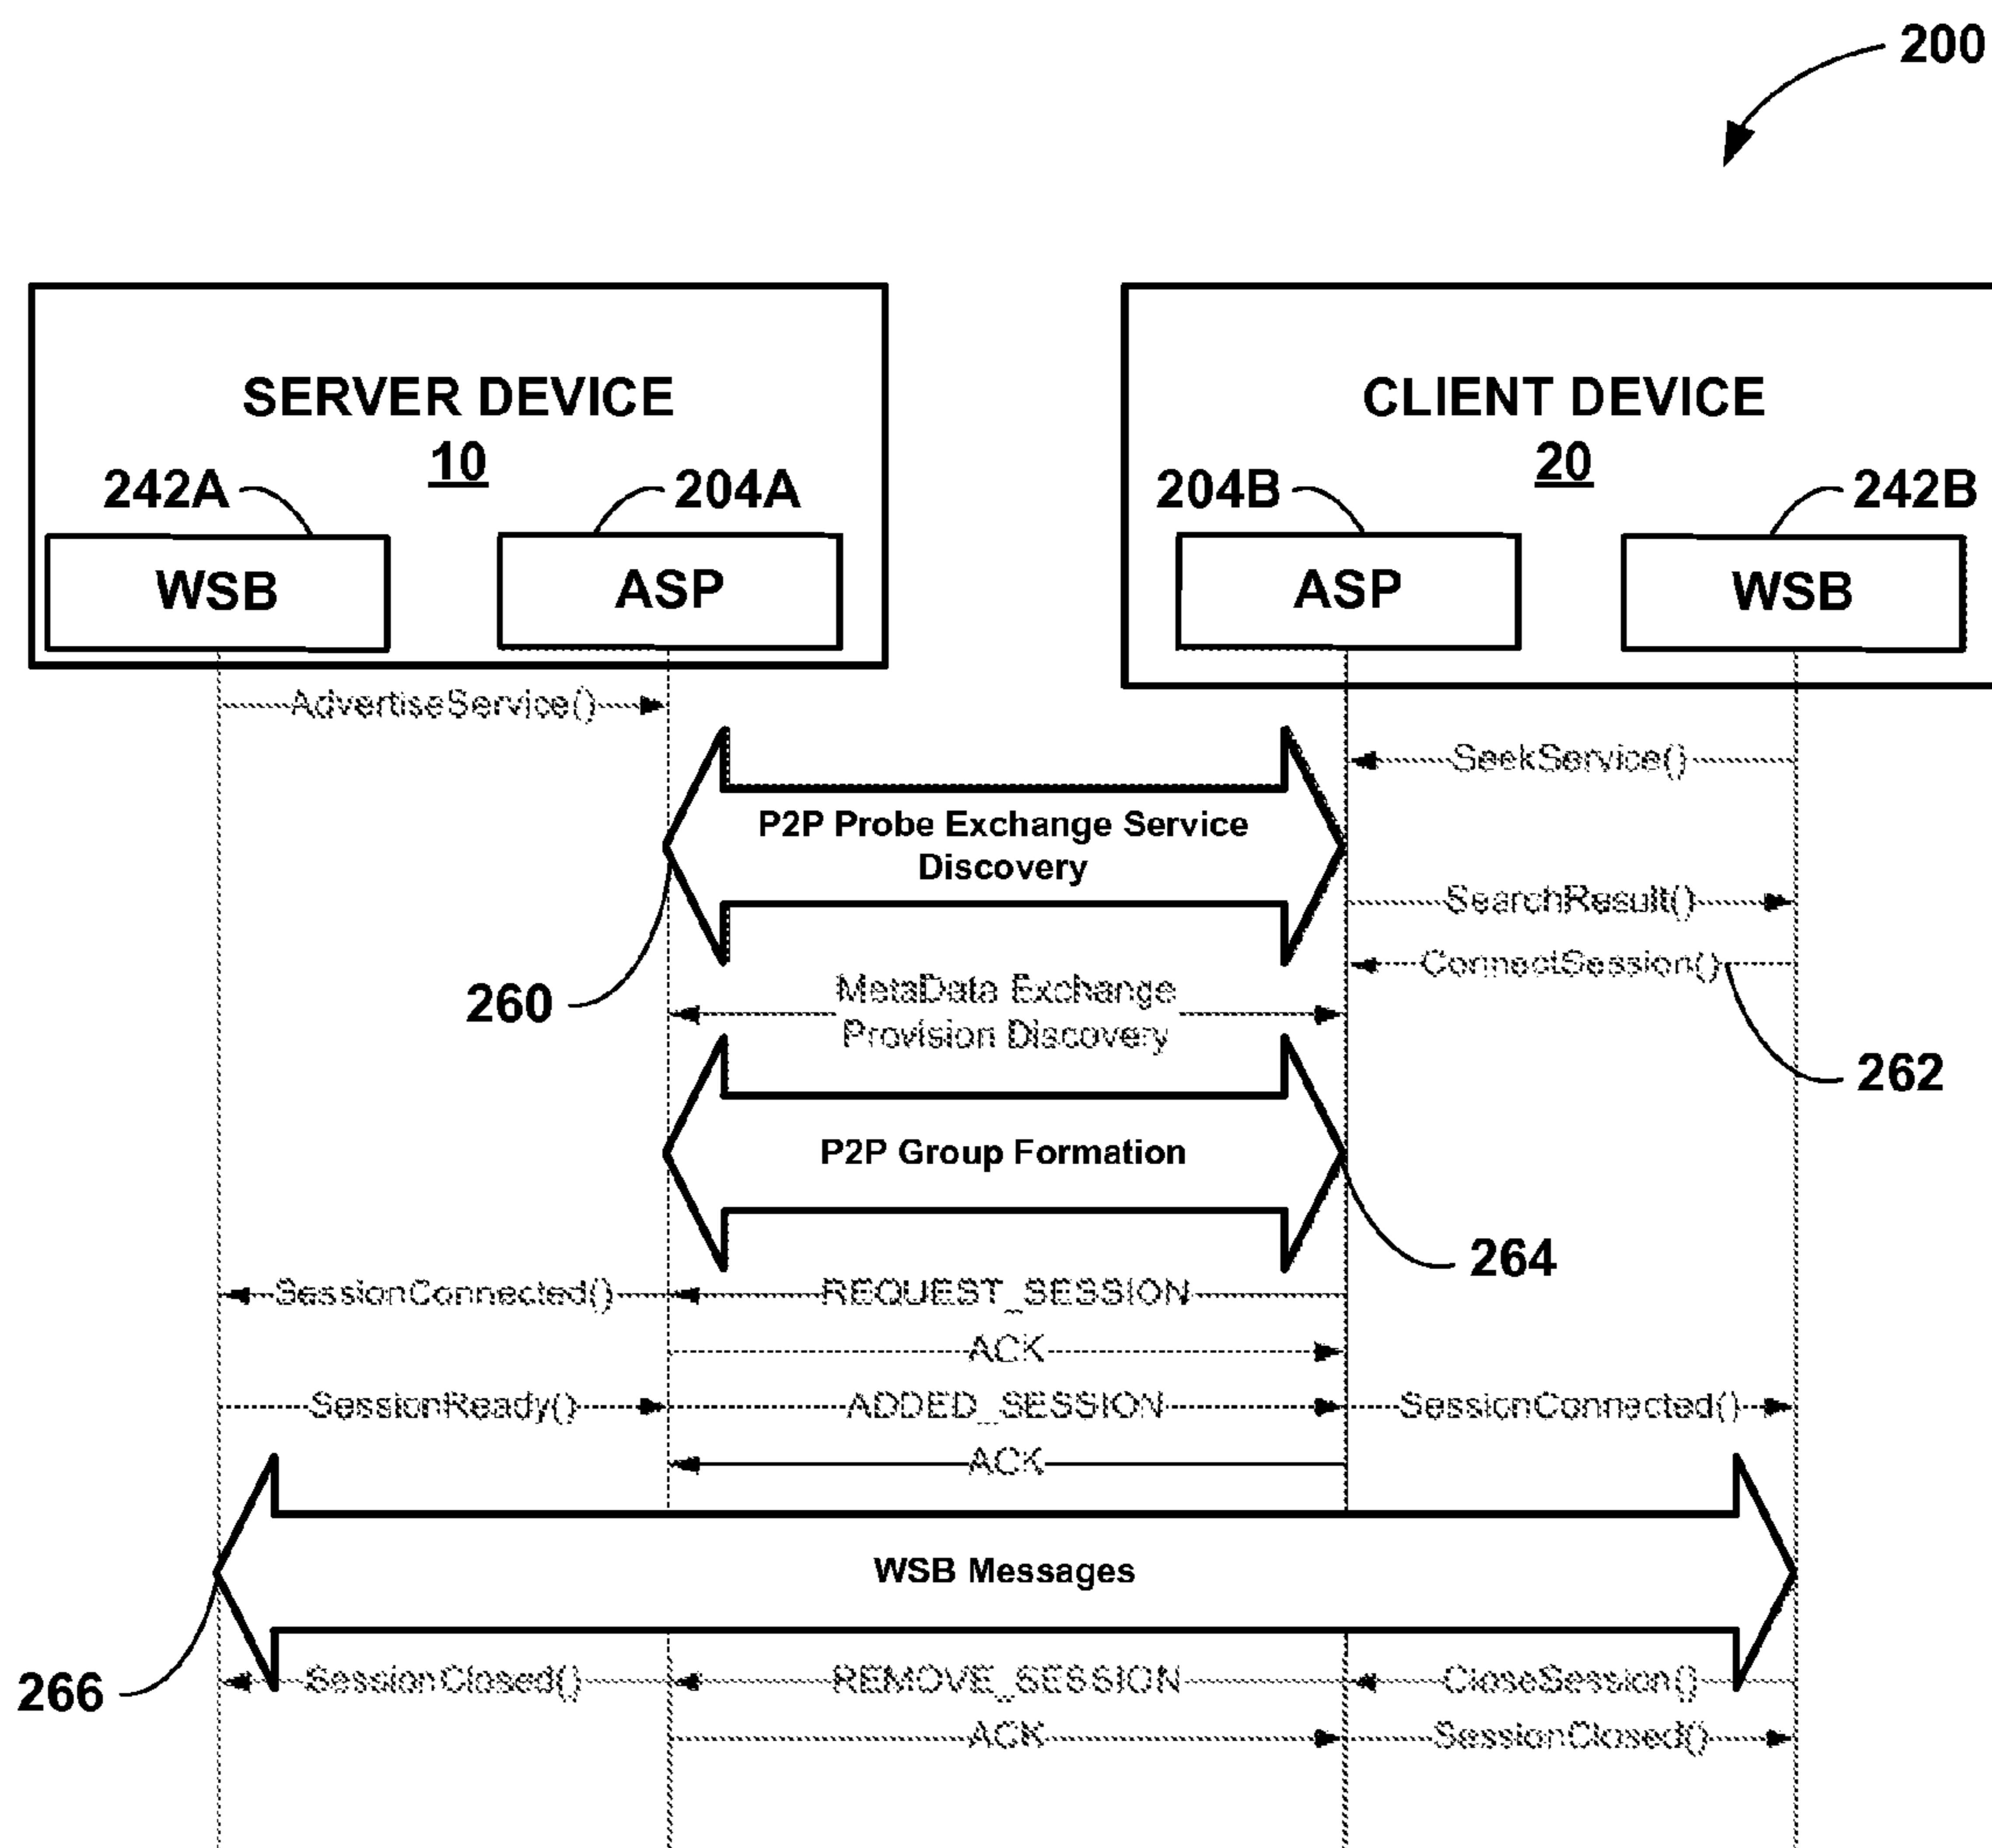 200
SERVER DEVICE
10
CLIENT DEVICE
20
242A
204A
204B
242B
WSB
ASP
ASP
WSB
AdvertiseService()
SeekService()
P2P Probe Exchange Service
Discovery
SearchResult()
ConnectSession()
260
MetaData Exchange
Provision Discovery
262
P2P Group Formation
264
SessionConnected()
REQUEST_SESSION
ACK
SessionReady()
ADDED_SESSION
SessionConnected()
ACK
WSB Messages
266
SessionClosed()
REMOVE_SESSION
CloseSession()
ACK
SessionClosed()